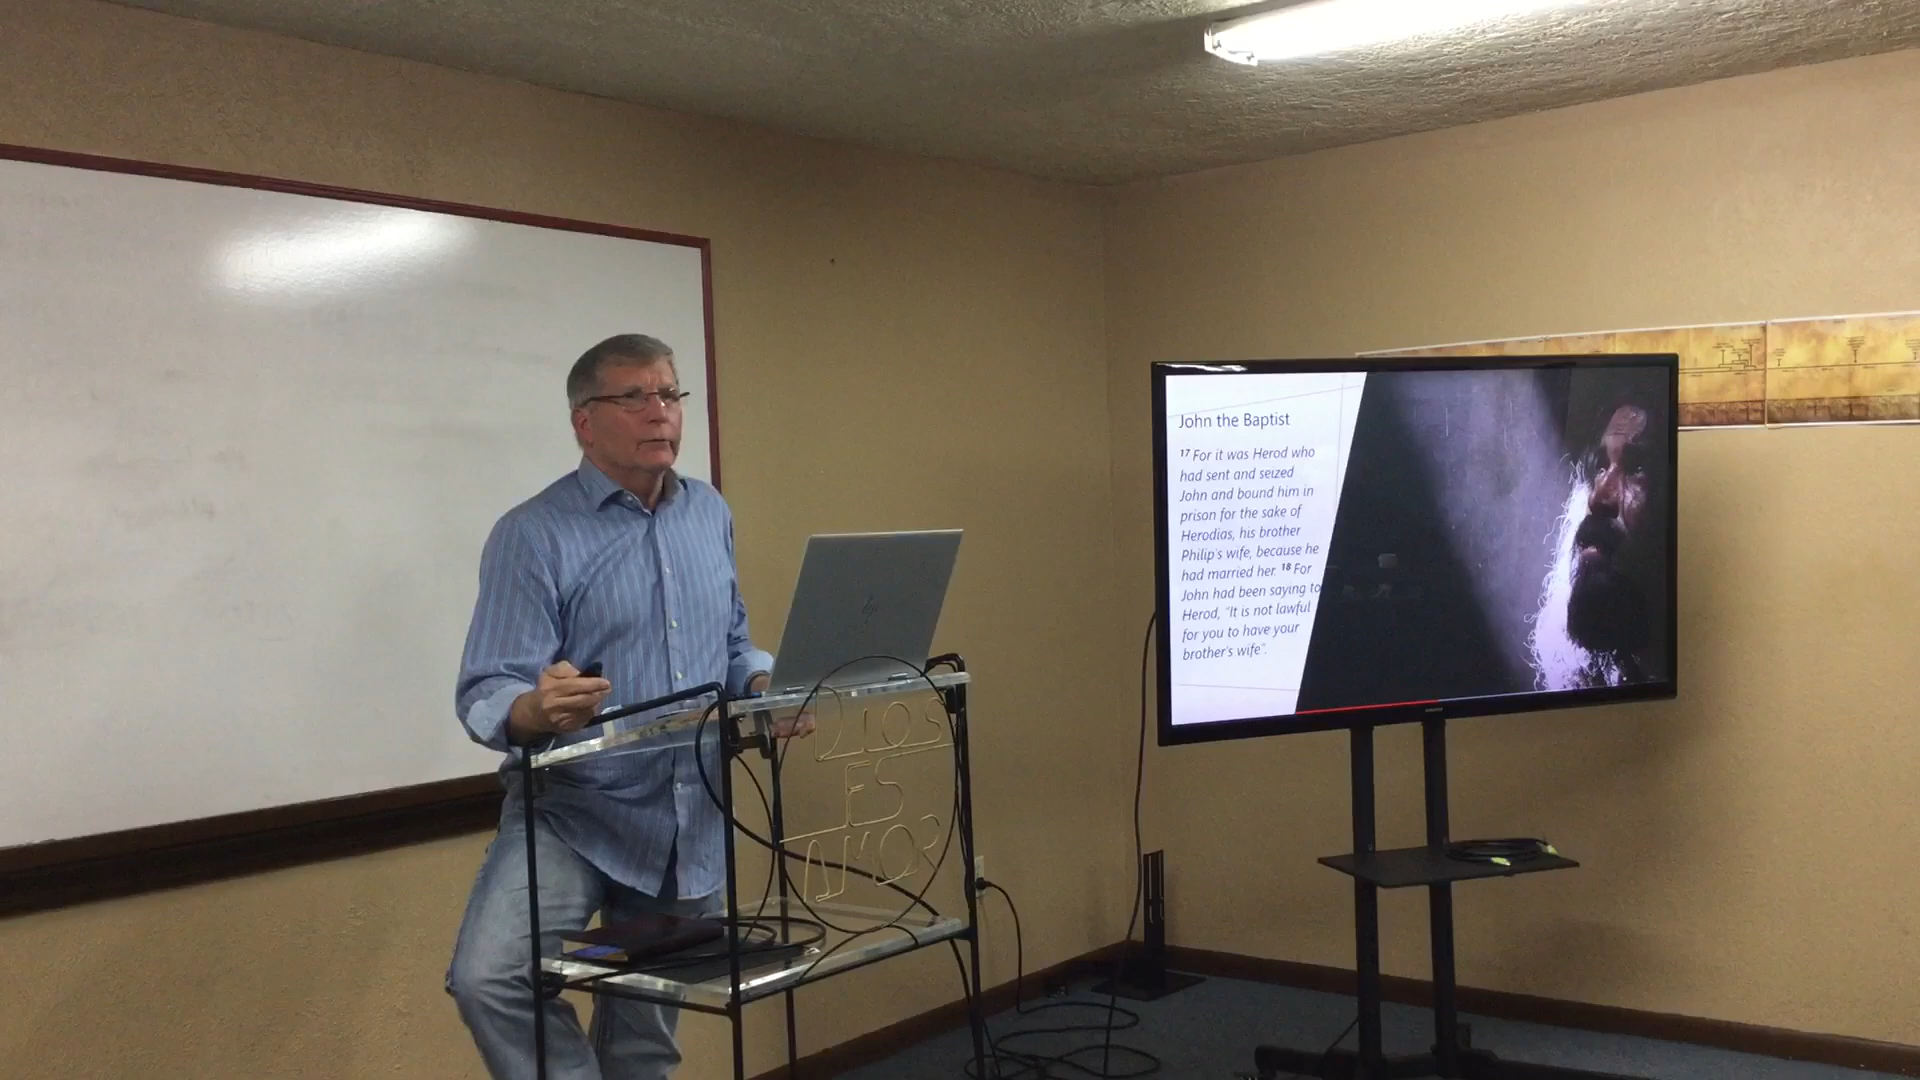 John the Baptist
17 For it was Herod who
had sent and seized
John and bound him in
prison for the sake of
Herodias, his brother
Philip's wife, because he
had married her. 18 For
John had been saying to
Herod, "It is not lawful
for you to have your
brother's wife".
DIOS
ES
AMOR
hp